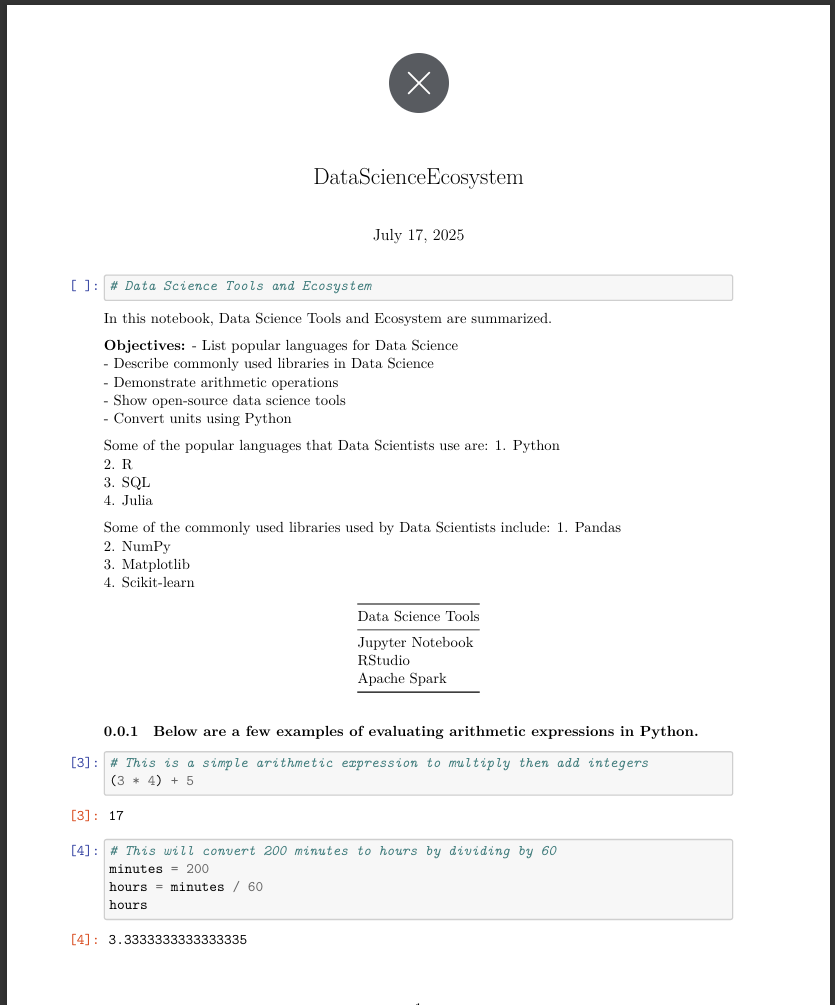 DataScienceEcosystem
July 17, 2025
[ ]: # Data Science Tools and Ecosystem
In this notebook, Data Science Tools and Ecosystem are summarized.
Objectives: - List popular languages for Data Science
- Describe commonly used libraries in Data Science
- Demonstrate arithmetic operations
- Show open-source data science tools
- Convert units using Python
Some of the popular languages that Data Scientists use are: 1. Python
2. R
3. SQL
4. Julia
Some of the commonly used libraries used by Data Scientists include: 1. Pandas
2. NumPy
3. Matplotlib
4. Scikit-learn
Data Science Tools
Jupyter Notebook
RStudio
Apache Spark
0.0.1 Below are a few examples of evaluating arithmetic expressions in Python.
[3]: # This is a simple arithmetic expression to multiply then add integers
(3 * 4) + 5
[3]: 17
[4]: # This will convert 200 minutes to hours by dividing by 60
minutes = 200
hours = minutes / 60
hours
[4]: 3.3333333333333335